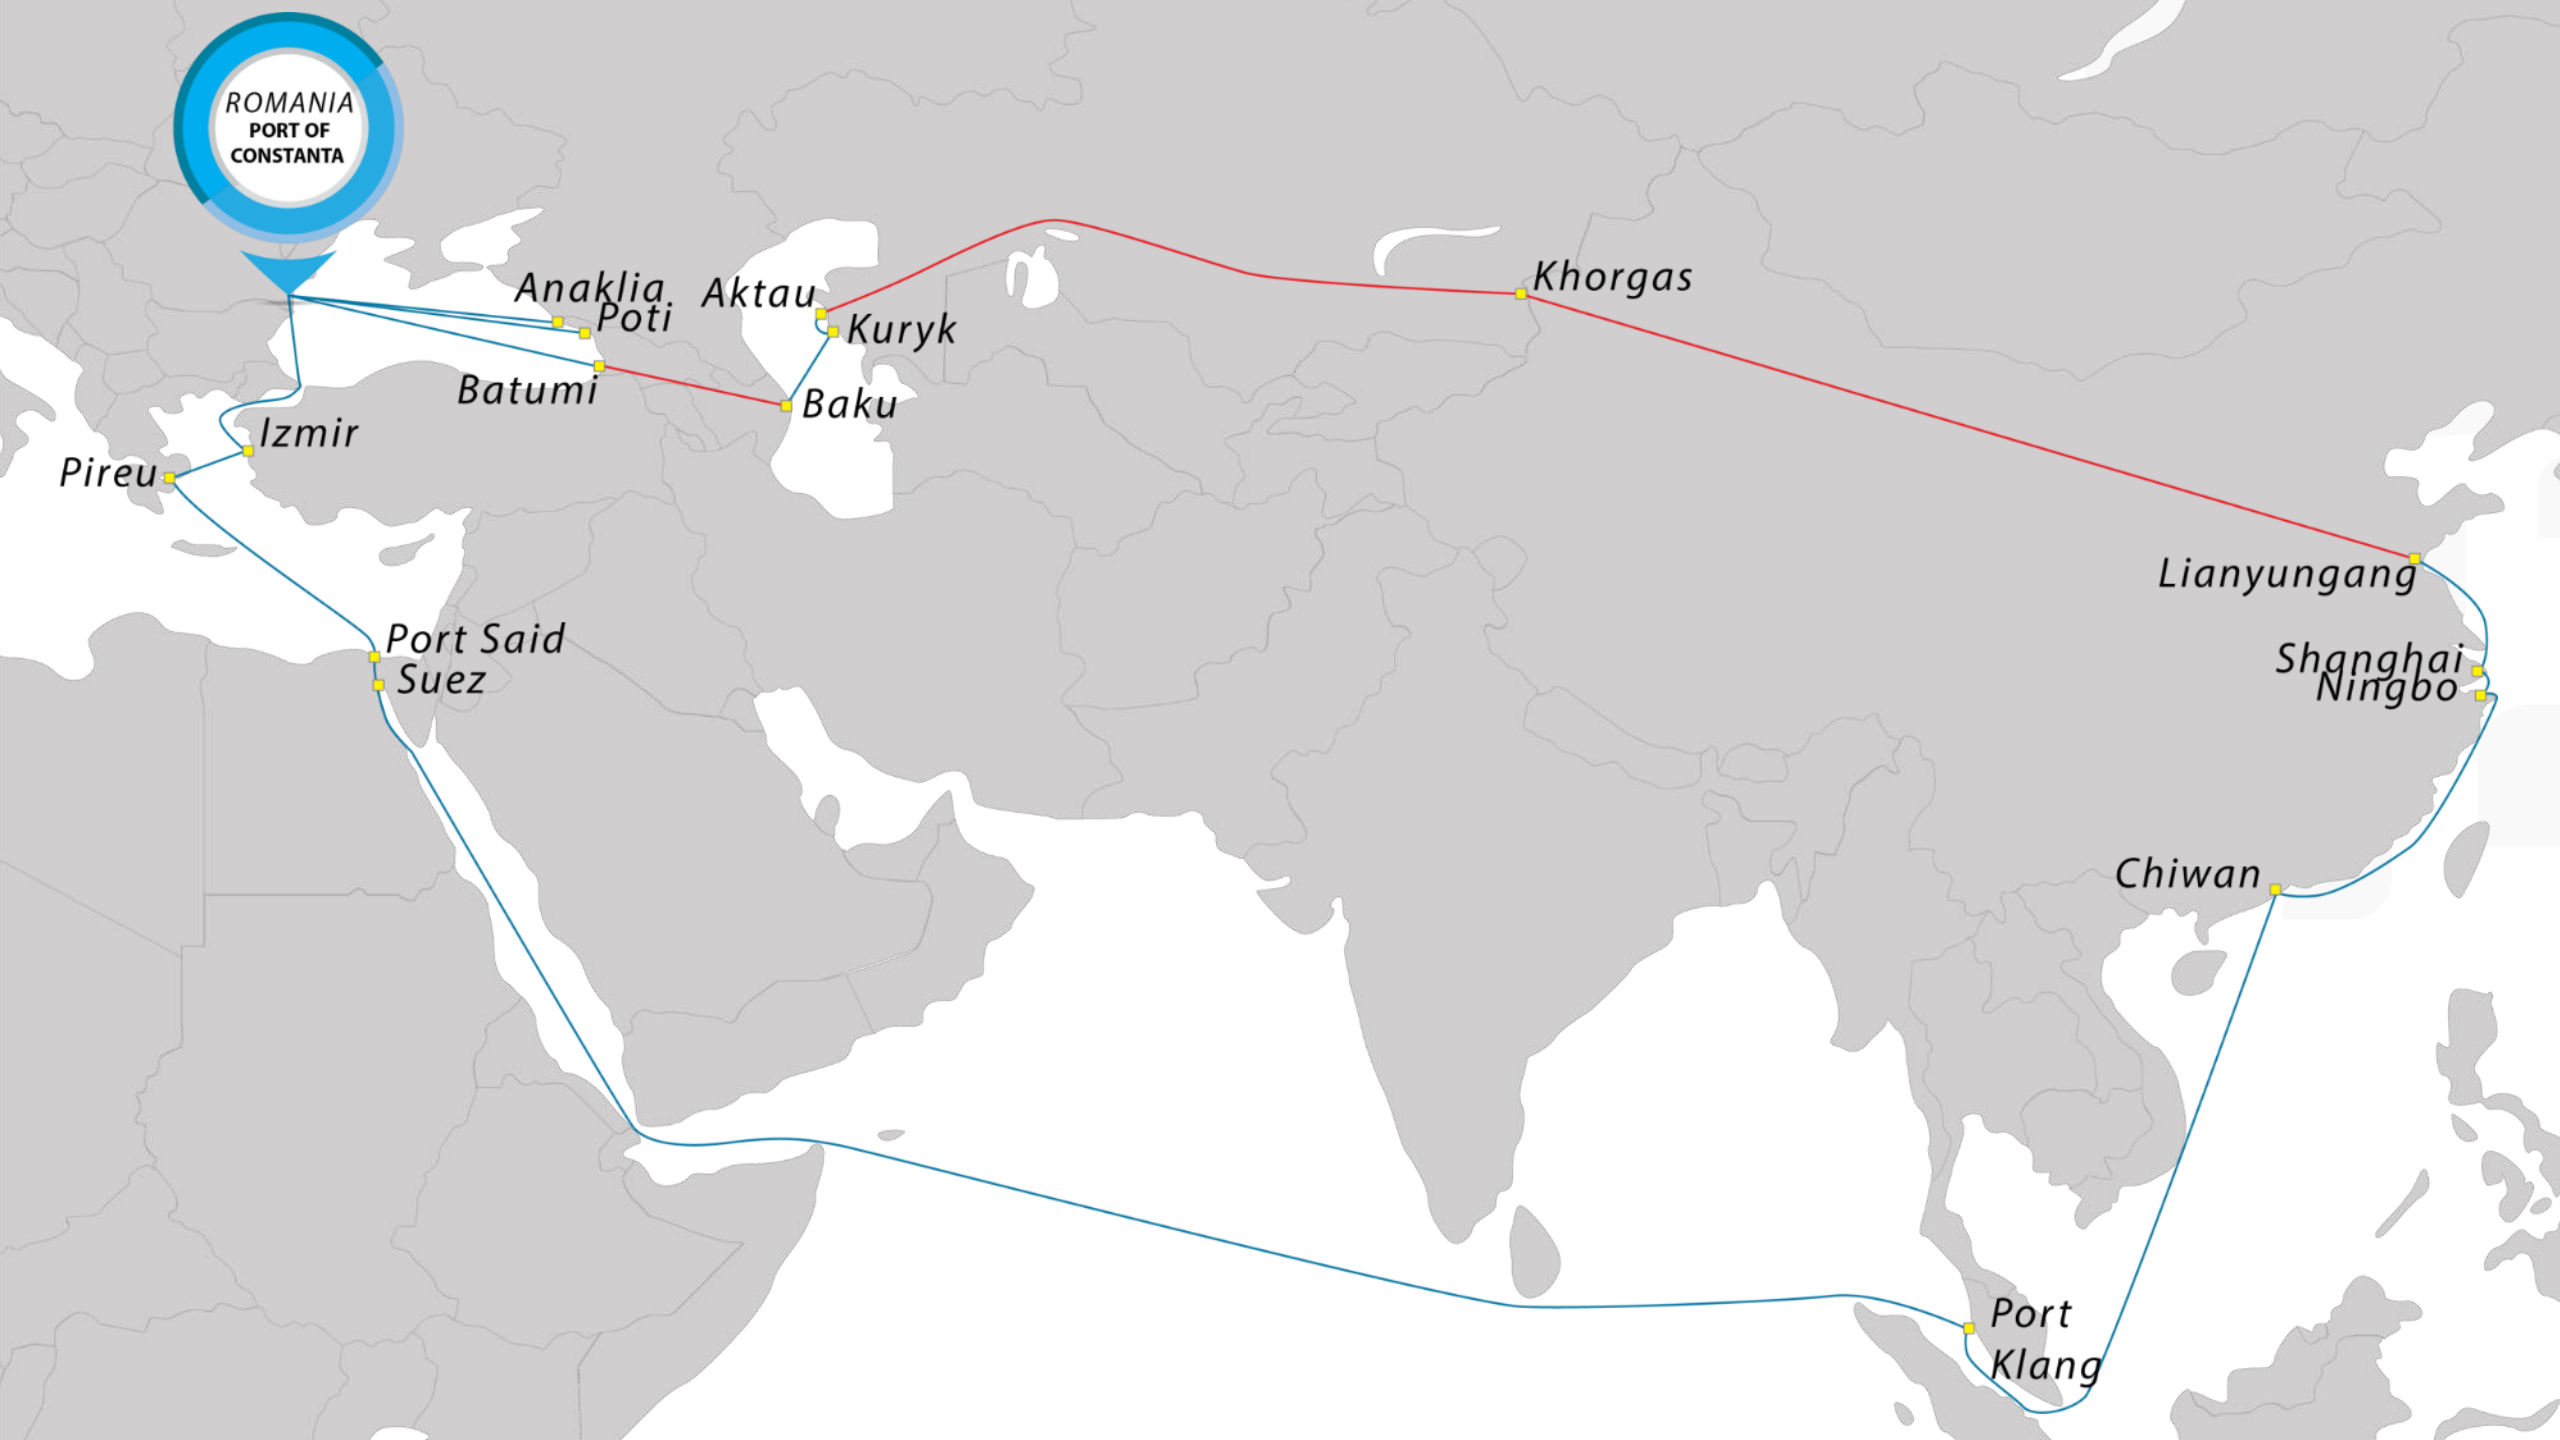 ROMANIA
PORT OF
CONSTANTA
Anaklia
Poti
Aktau
Khorgas
Kuryk
Batumi
Baku
Izmir
Pireu
Lianyungang
Port Said
Suez
Shanghai
Ningbo
Chiwan
Port
Klang